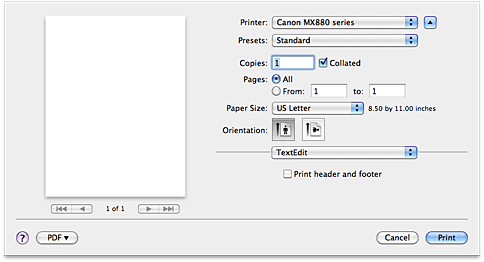 Printer: Canon MX880 series
Presets: Standard
Copies: 1 Collated
Pages: All
From: 1 to: 1
Paper Size: US Letter 8.50 by 11.00 inches
Orientation:
TextEdit
Print header and footer
1 of 1
? PDF▼ Cancel Print